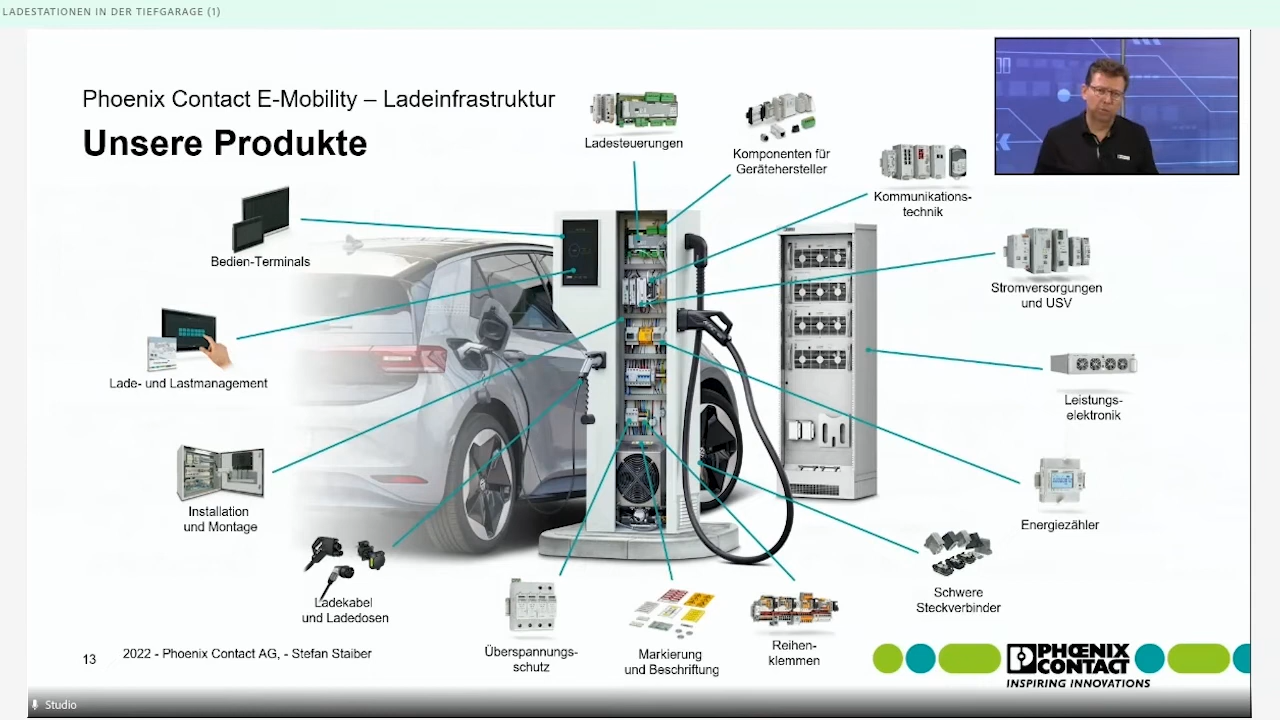 LADESTATIONEN IN DER TIEFGARAGE (1)
Phoenix Contact E-Mobility – Ladeinfrastruktur
Unsere Produkte
Ladesteuerungen
Komponenten für
Gerätehersteller
Kommunikations-
technik
Bedien-Terminals
Stromversorgungen
und USV
Lade- und Lastmanagement
Leistungs-
elektronik
Installation
und Montage
Energiezähler
Ladekabel
und Ladedosen
Schwere
Steckverbinder
Überspannungs-
schutz
Markierung
und Beschriftung
Reihen-
klemmen
13
2022 - Phoenix Contact AG, - Stefan Staiber
PHŒNIX
CONTACT
INSPIRING INNOVATIONS
Studio